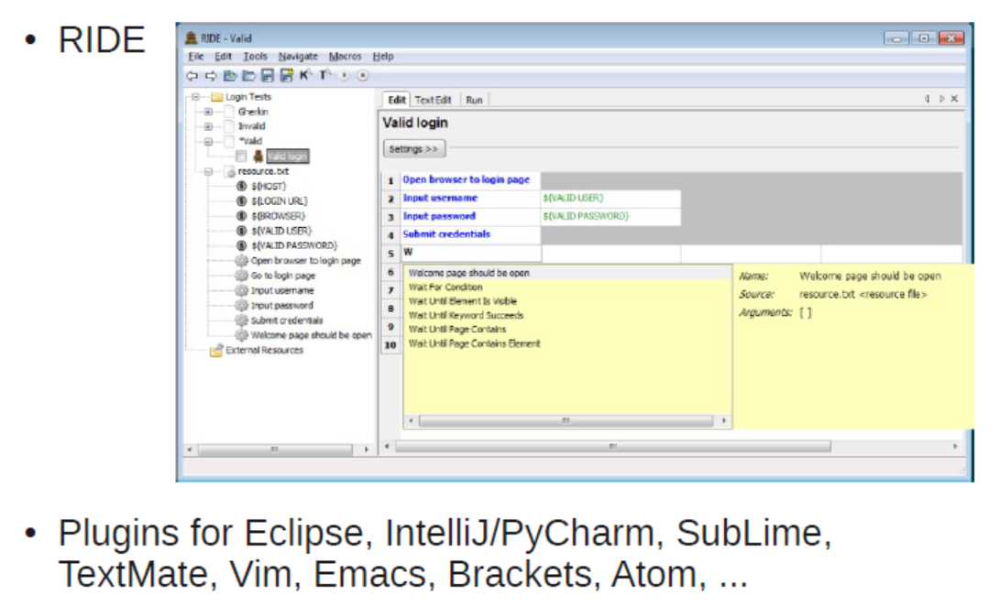 • RIDE
RIDE - Valid
File Edit Tools Navigate Macros Help
Login Tests
Gherkin
Invalid
*Valid
Valid login
resource.txt
${HOST}
${LOGIN URL}
${BROWSER}
${VALID USER}
${VALID PASSWORD}
Open browser to login page
Go to login page
Input username
Input password
Submit credentials
Welcome page should be open
External Resources
Edit Text Edit Run
Valid login
Settings >>
1 Open browser to login page
2 Input username ${VALID USER}
3 Input password ${VALID PASSWORD}
4 Submit credentials
5 W
6 Welcome page should be open
7 Wait For Condition
Wait Until Element Is Visible
8 Wait Until Keyword Succeeds
9 Wait Until Page Contains
10 Wait Until Page Contains Element
Name: Welcome page should be open
Source: resource.txt <resource file>
Arguments: [ ]
• Plugins for Eclipse, IntelliJ/PyCharm, SubLime,
TextMate, Vim, Emacs, Brackets, Atom, ...